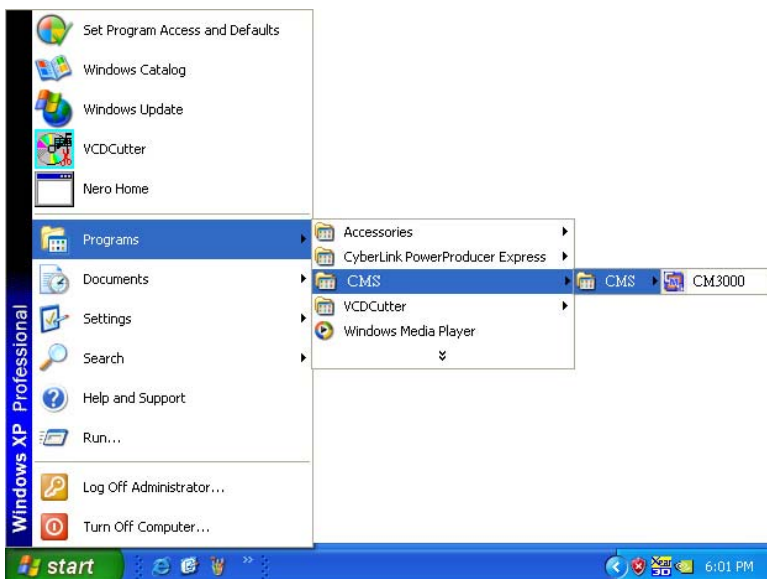 Set Program Access and Defaults
Windows Catalog
Windows Update
VCDCutter
Nero Home
Programs
Documents
Settings
Search
Help and Support
Run...
Log Off Administrator...
Turn Off Computer...
Windows XP Professional
Accessories
CyberLink PowerProducer Express
CMS
VCDCutter
Windows Media Player
CMS
CM3000
start
Xear
3D
6:01 PM